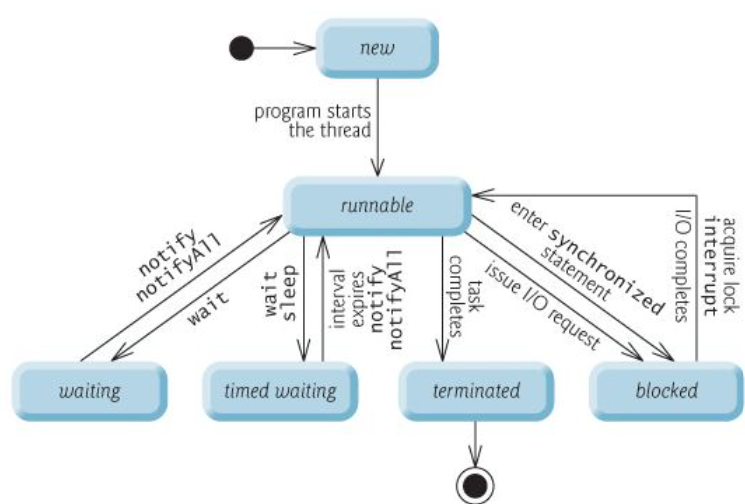 new
program starts
the thread
runnable
notify
notifyAll
wait
wait
sleep
interval
expires
notify
notifyAll
task
completes
enter synchronized
statement
issue I/O request
acquire lock
interrupt
I/O completes
waiting
timed waiting
terminated
blocked